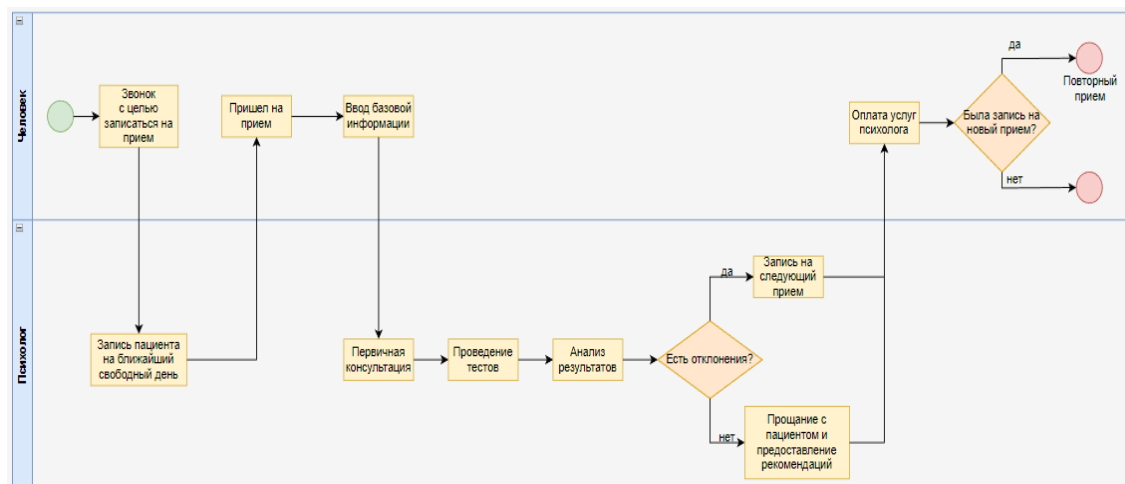 Человек
Звонок
с целью
записаться на
прием
Пришел на
прием
Ввод базовой
информации
Оплата услуг
психолога
Была запись на
новый прием?
да
Повторный
прием
нет
Психолог
Запись пациента
на ближайший
свободный день
Первичная
консультация
Проведение
тестов
Анализ
результатов
Есть отклонения?
да
Запись на
следующий
прием
нет
Прощание с
пациентом и
предоставление
рекомендаций